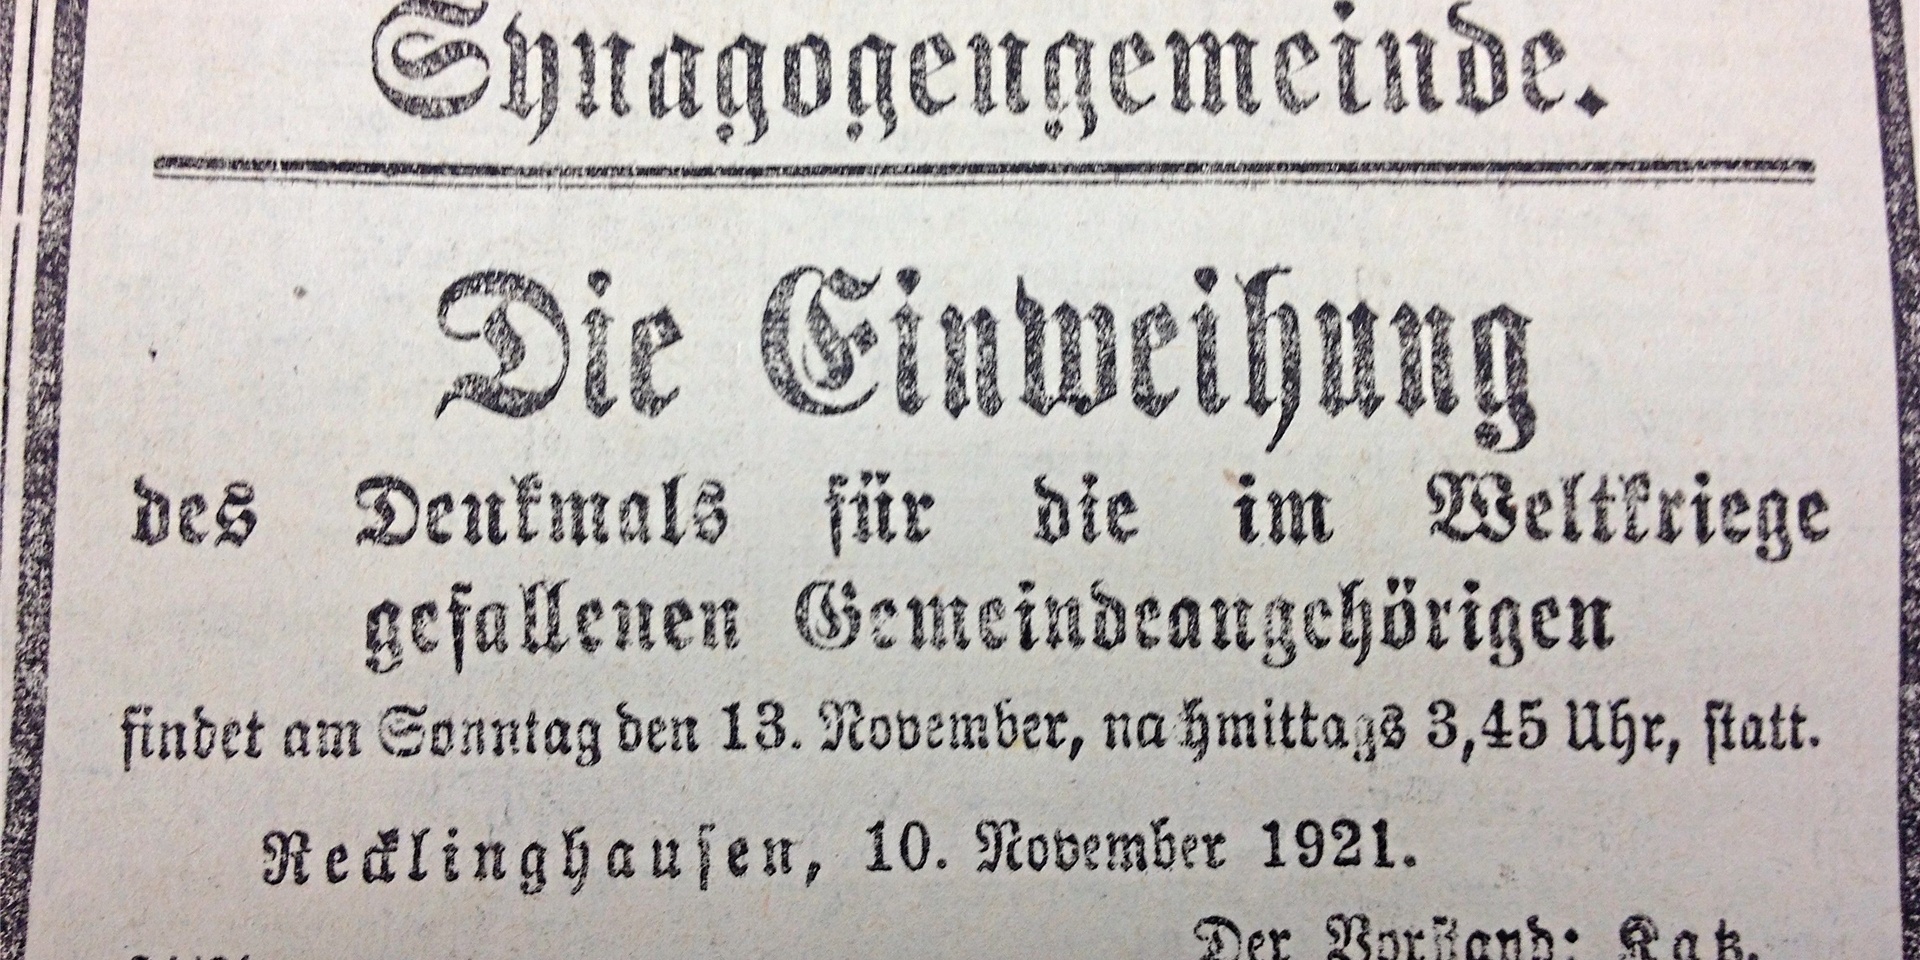 Synagogengemeinde.
Die Einweihung
des Denkmals für die im Weltkriege
gefallenen Gemeindeangehörigen
findet am Sonntag den 13. November, nachmittags 3,45 Uhr, statt.
Recklinghausen, 10. November 1921.
Der Vorstand: Katz.